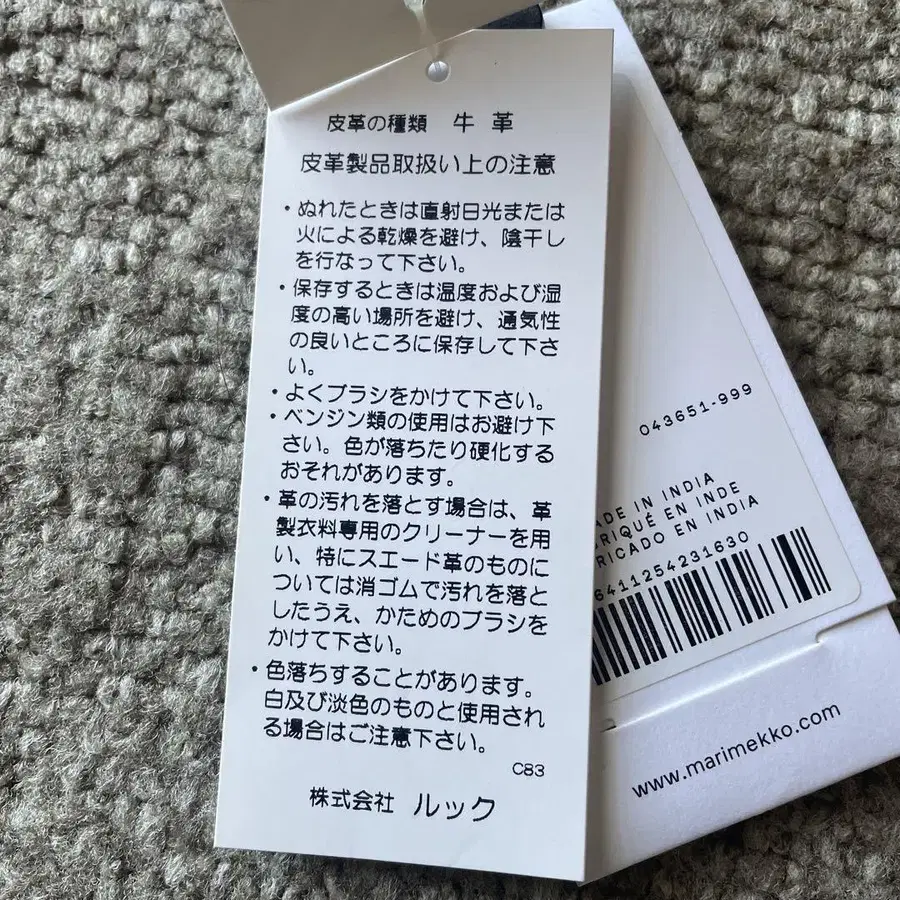 皮革の種類 牛 革
皮革製品取扱い上の注意
・ぬれたときは直射日光または
火による乾燥を避け、陰干し
を行なって下さい。
・保存するときは温度および湿
度の高い場所を避け、通気性
の良いところに保存して下さ
い。
・よくブラシをかけて下さい。
・ベンジン類の使用はお避け下
さい。色が落ちたり硬化する
おそれがあります。
・革の汚れを落とす場合は、革
製衣料専用のクリーナーを用
い、特にスエード革のものに
ついては消ゴムで汚れを落と
したうえ、かためのブラシを
かけて下さい。
・色落ちすることがあります。
白及び淡色のものと使用され
る場合はご注意下さい。
C83
株式会社 ルック
043651-999
ADE IN INDIA
RIQUÉ EN INDE
RICADO EN INDIA
6411254231630
www.marimekko.com